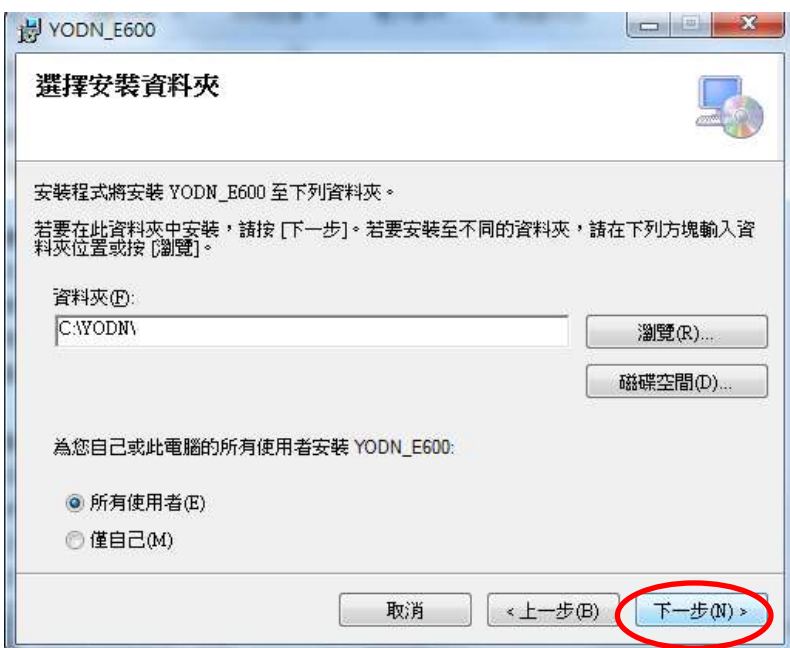 YODN_E600
選擇安裝資料夾
安裝程式將安裝 YODN_E600 至下列資料夾。
若要在此資料夾中安裝，請按 [下一步]。若要安裝至不同的資料夾，請在下列方塊輸入資
料夾位置或按 [瀏覽]。
資料夾(F):
C:\YODN\
瀏覽(R)...
磁碟空間(D)...
為您自己或此電腦的所有使用者安裝 YODN_E600:
所有使用者(E)
僅自己(M)
取消
<上一步(B)
下一步(N) >